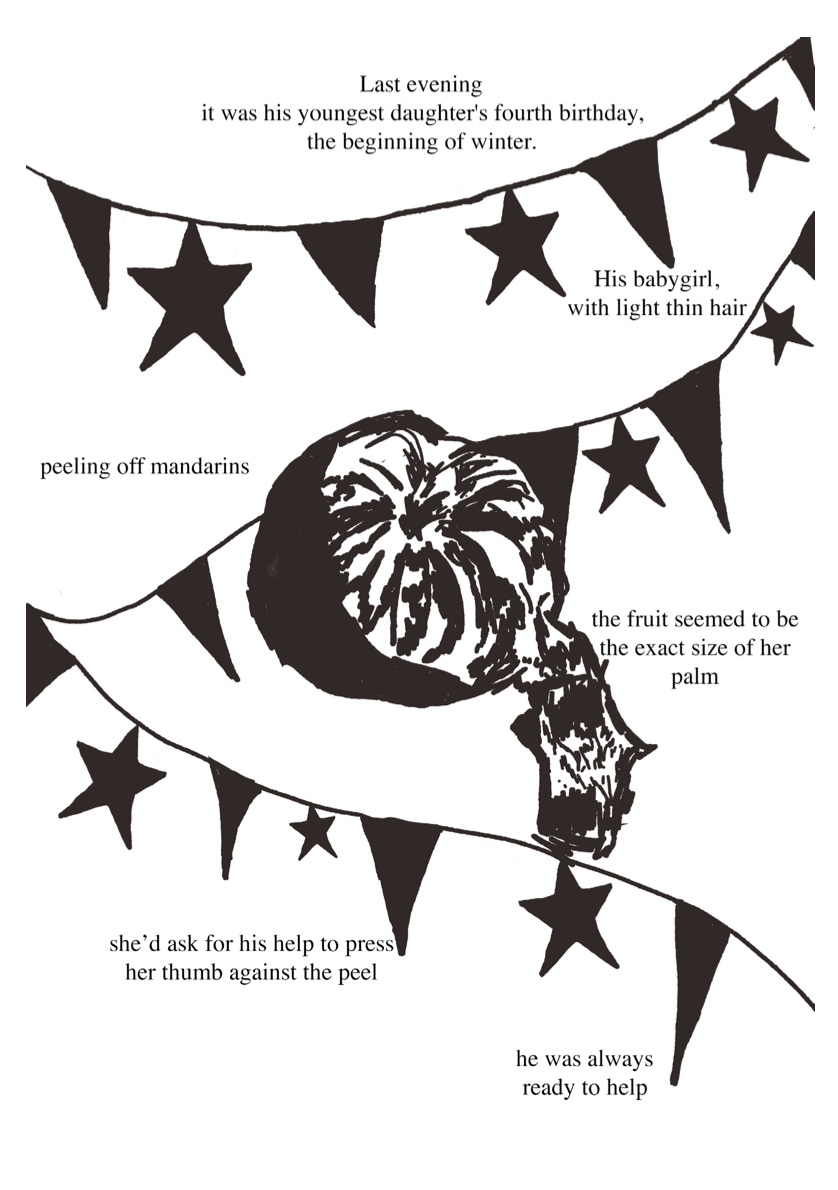 Last evening
it was his youngest daughter's fourth birthday,
the beginning of winter.
His babygirl,
with light thin hair
peeling off mandarins
the fruit seemed to be
the exact size of her
palm
she’d ask for his help to press
her thumb against the peel
he was always
ready to help